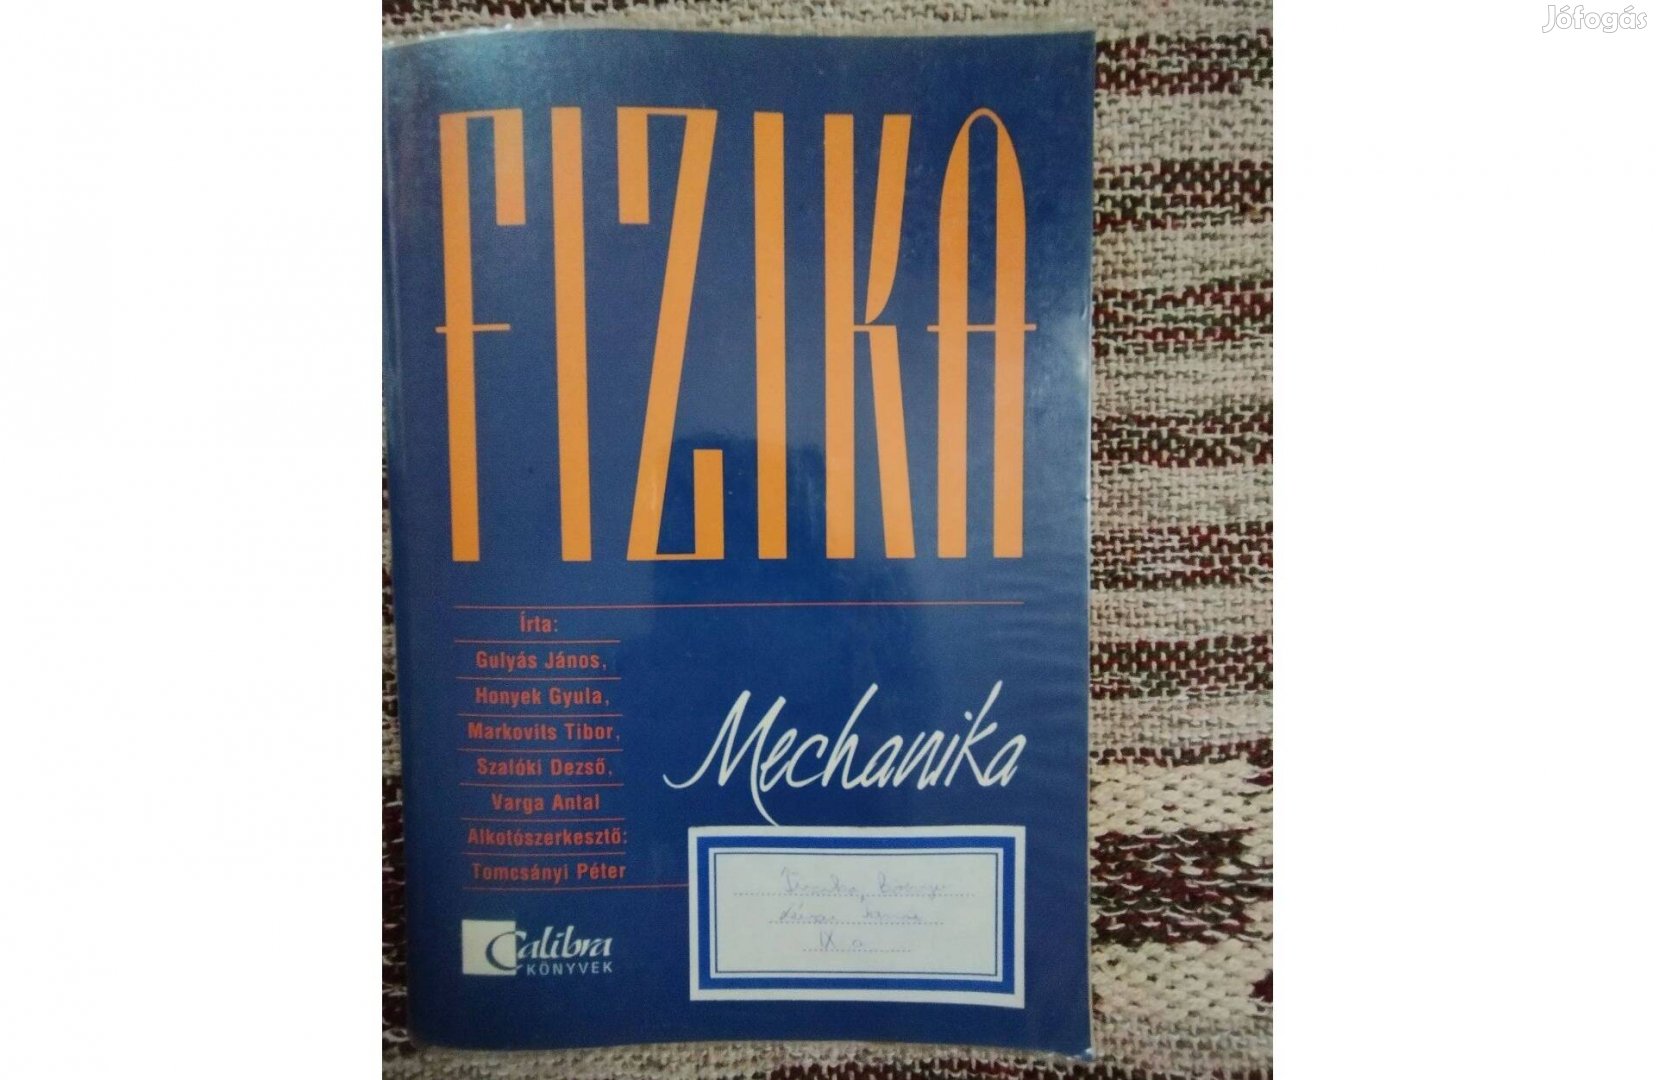 Jófogás
FIZIKA
Írta:
Gulyás János,
Honyek Gyula,
Markovits Tibor,
Szalóki Dezső,
Varga Antal
Alkotószerkesztő:
Tomcsányi Péter
Mechanika
IX a
Calibra
KÖNYVEK